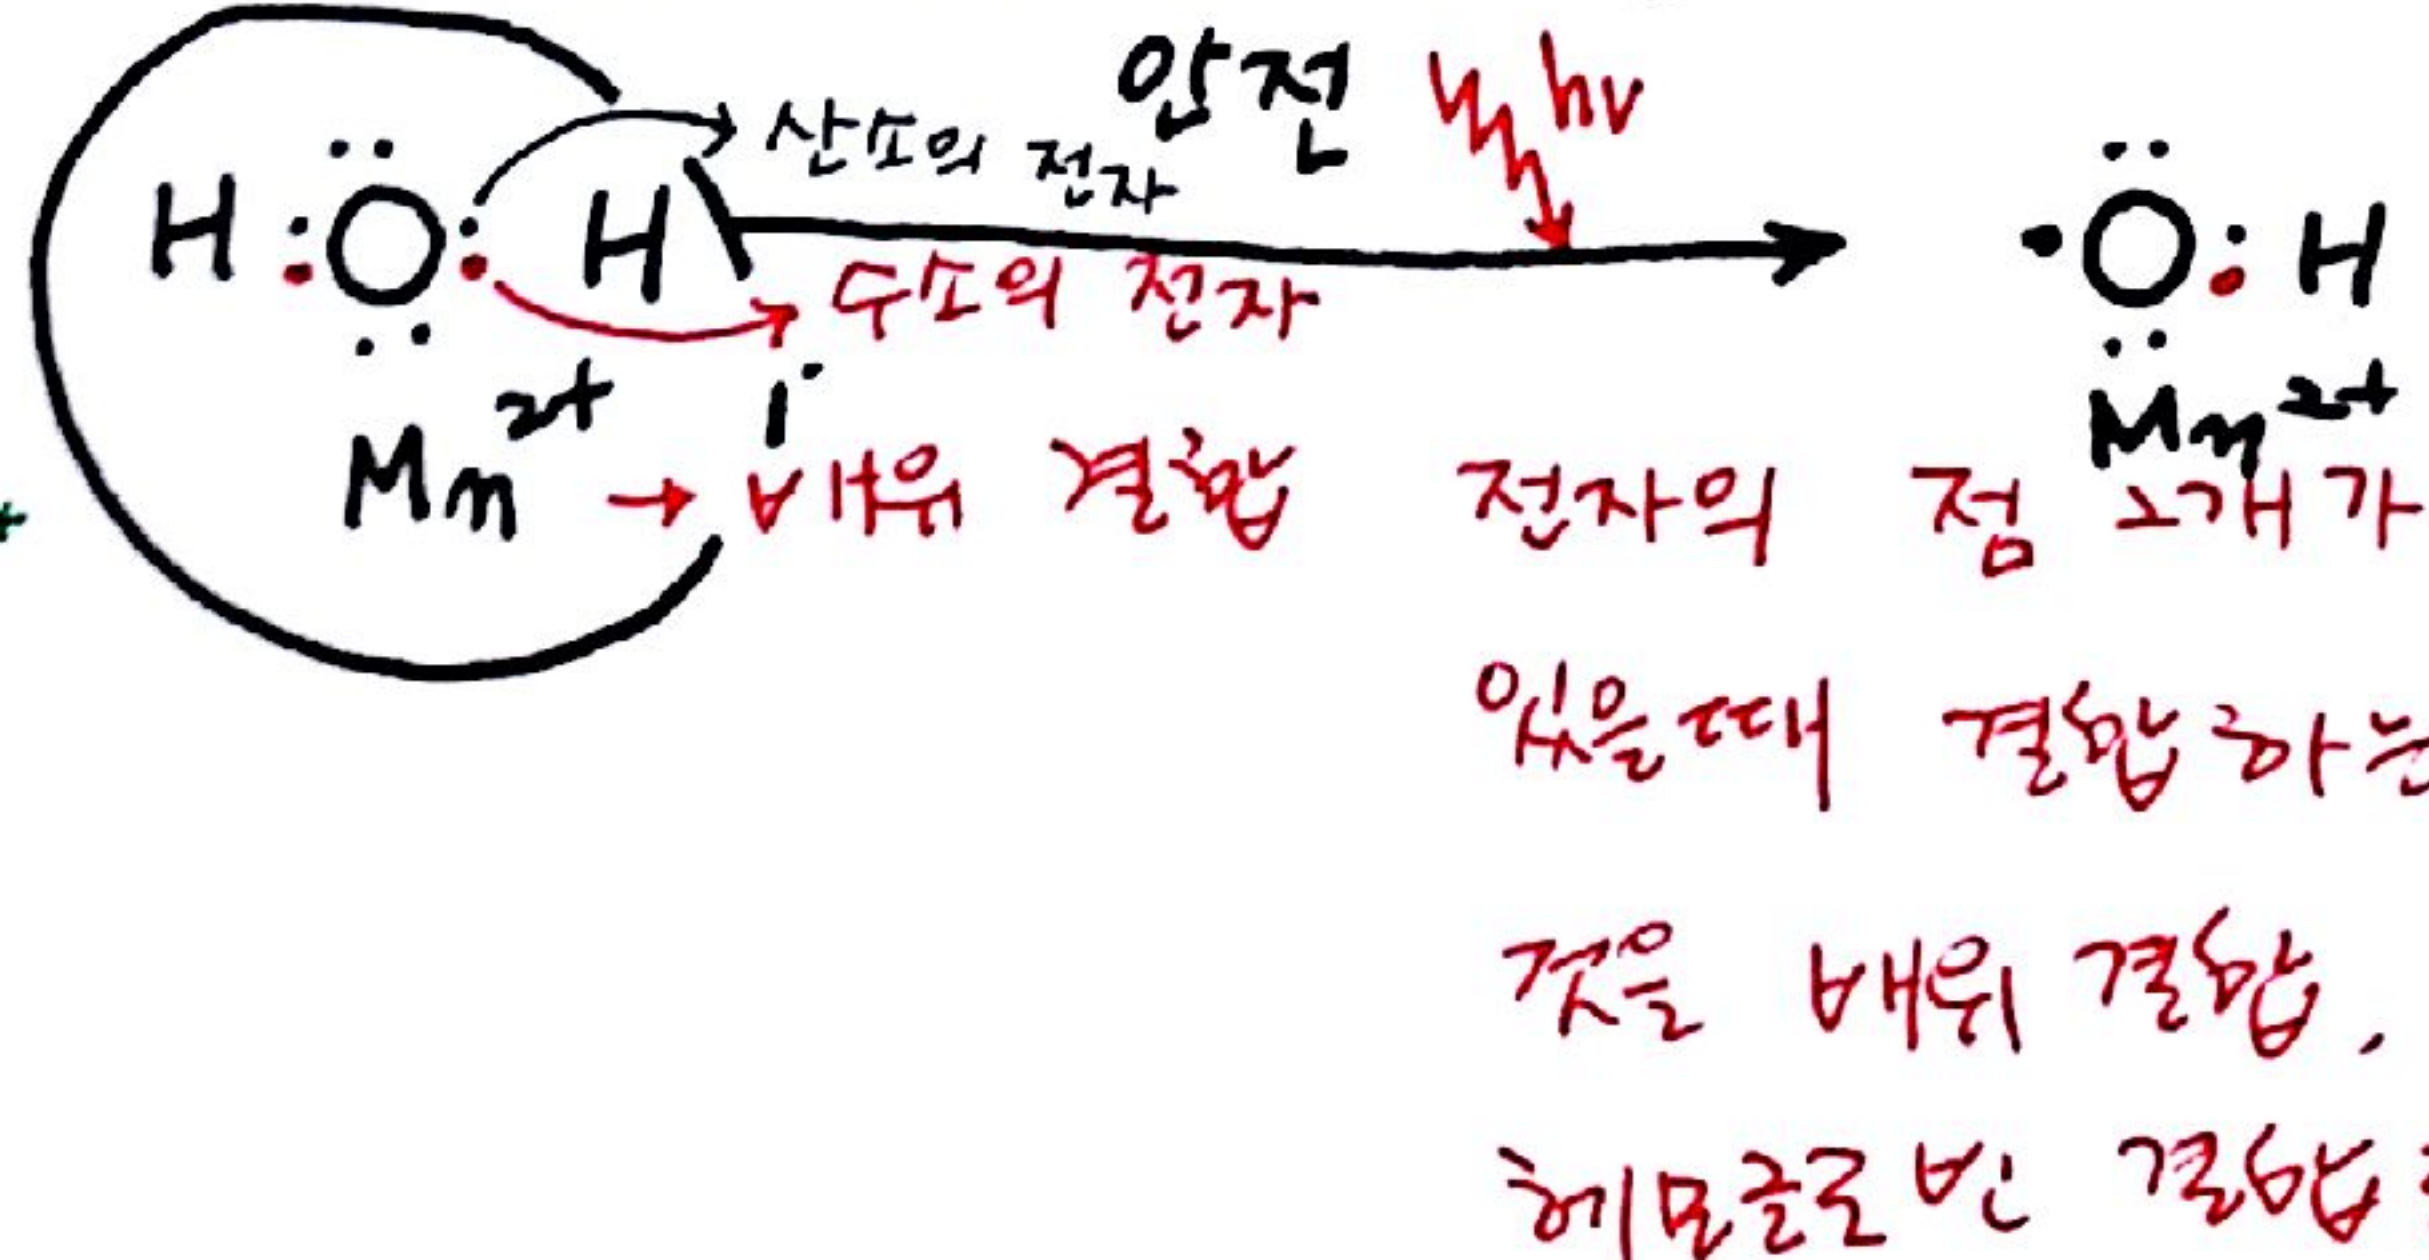 안전 hv
산소의 전자
H : O : H → · O : H
수소의 전자
Mn²⁺ → 배위 결합 Mn²⁺
전자의 점 2개가
있을때 결합하는
것을 배위 결합,
헤모글로빈 결합